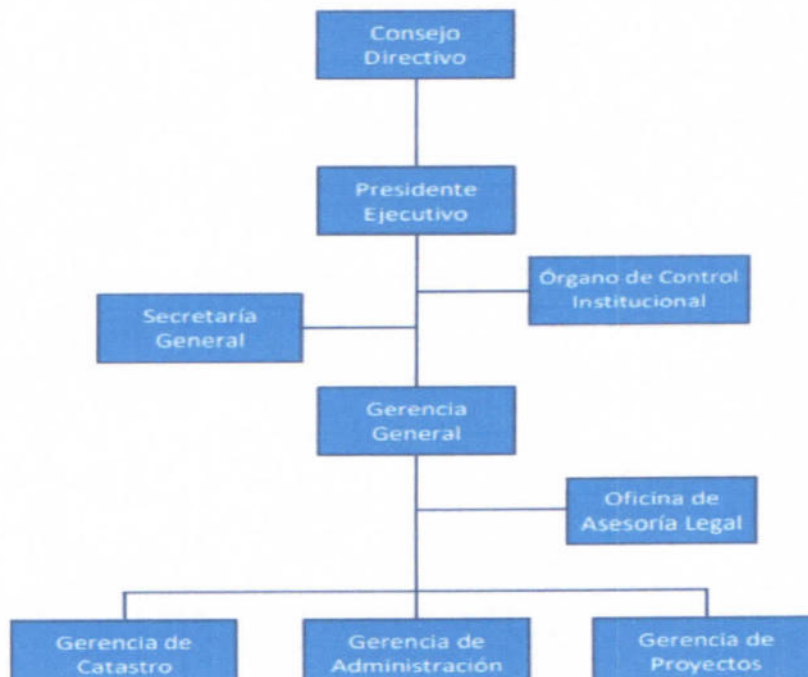 Consejo
Directivo
Presidente
Ejecutivo
Órgano de Control
Institucional
Secretaría
General
Gerencia
General
Oficina de
Asesoría Legal
Gerencia de
Catastro
Gerencia de
Administración
Gerencia de
Proyectos